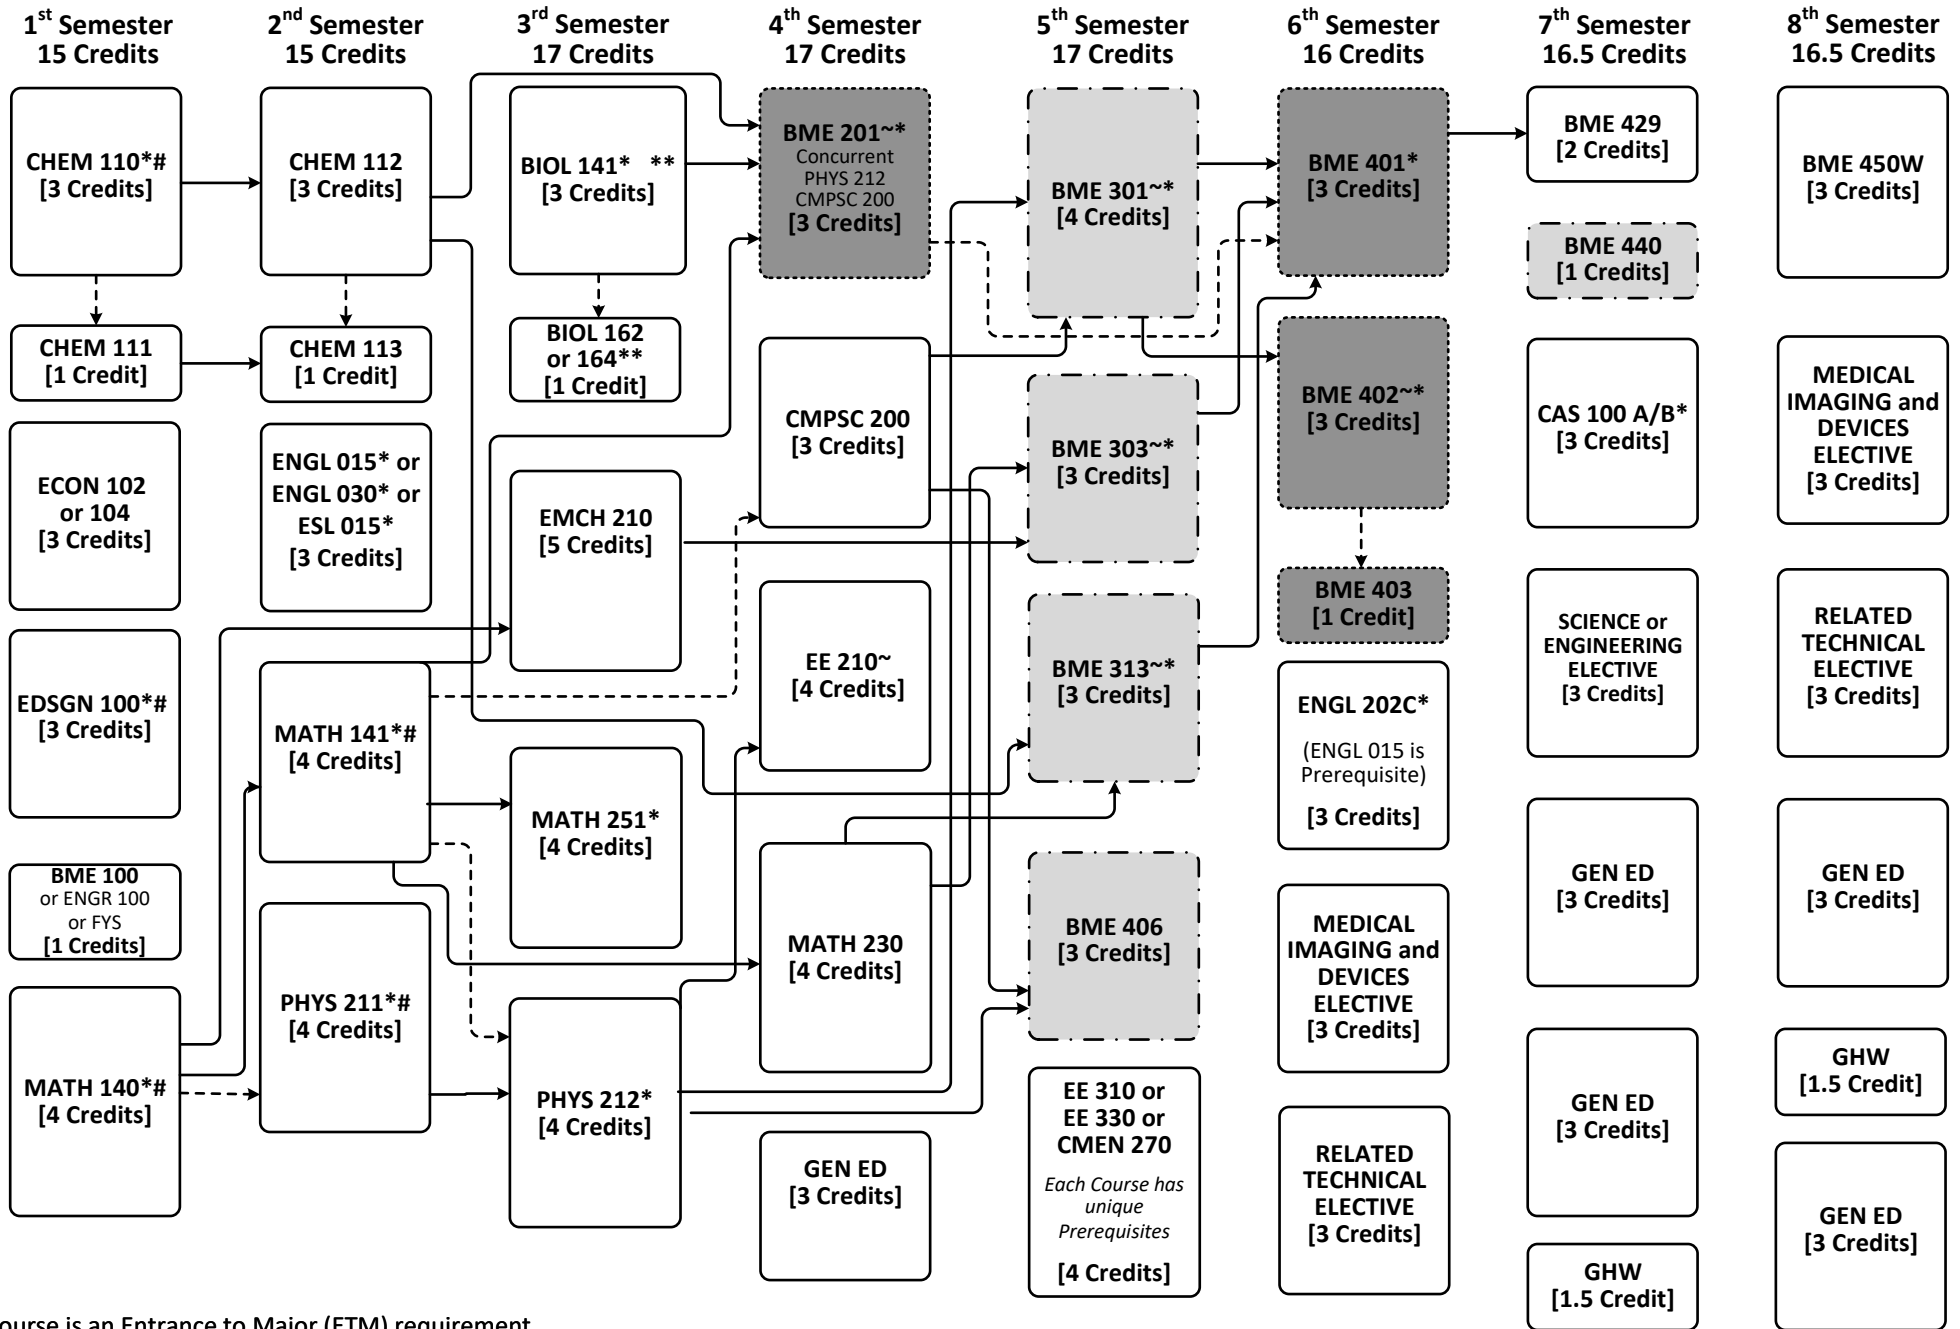 1st Semester
15 Credits
2nd Semester
15 Credits
3rd Semester
17 Credits
4th Semester
17 Credits
5th Semester
17 Credits
6th Semester
16 Credits
7th Semester
16.5 Credits
8th Semester
16.5 Credits
CHEM 110*#
[3 Credits]
CHEM 111
[1 Credit]
ECON 102
or 104
[3 Credits]
EDSGN 100*#
[3 Credits]
BME 100
or ENGR 100
or FYS
[1 Credits]
MATH 140*#
[4 Credits]
CHEM 112
[3 Credits]
CHEM 113
[1 Credit]
ENGL 015* or
ENGL 030* or
ESL 015*
[3 Credits]
MATH 141*#
[4 Credits]
PHYS 211*#
[4 Credits]
BIOL 141* **
[3 Credits]
BIOL 162
or 164**
[1 Credit]
EMCH 210
[5 Credits]
MATH 251*
[4 Credits]
PHYS 212*
[4 Credits]
BME 201~*
Concurrent
PHYS 212
CMPSC 200
[3 Credits]
CMPSC 200
[3 Credits]
EE 210~
[4 Credits]
MATH 230
[4 Credits]
GEN ED
[3 Credits]
BME 301~*
[4 Credits]
BME 303~*
[3 Credits]
BME 313~*
[3 Credits]
BME 406
[3 Credits]
EE 310 or
EE 330 or
CMEN 270
Each Course has
unique
Prerequisites
[4 Credits]
BME 401*
[3 Credits]
BME 402~*
[3 Credits]
BME 403
[1 Credit]
ENGL 202C*
(ENGL 015 is
Prerequisite)
[3 Credits]
MEDICAL
IMAGING and
DEVICES
ELECTIVE
[3 Credits]
RELATED
TECHNICAL
ELECTIVE
[3 Credits]
BME 429
[2 Credits]
BME 440
[1 Credits]
CAS 100 A/B*
[3 Credits]
SCIENCE or
ENGINEERING
ELECTIVE
[3 Credits]
GEN ED
[3 Credits]
GEN ED
[3 Credits]
GHW
[1.5 Credit]
BME 450W
[3 Credits]
MEDICAL
IMAGING and
DEVICES
ELECTIVE
[3 Credits]
RELATED
TECHNICAL
ELECTIVE
[3 Credits]
GEN ED
[3 Credits]
GHW
[1.5 Credit]
GEN ED
[3 Credits]
ourse is an Entrance to Major (ETM) requirement